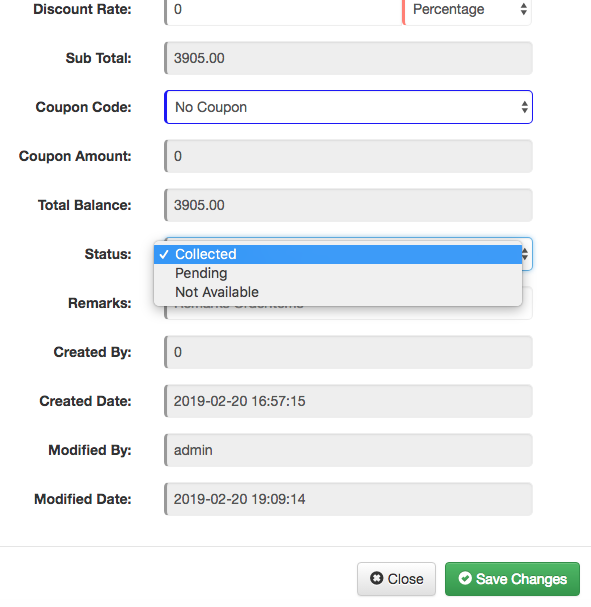 Discount Rate: 0 Percentage
Sub Total: 3905.00
Coupon Code: No Coupon
Coupon Amount: 0
Total Balance: 3905.00
Status: ✓ Collected
Pending
Not Available
Remarks:
Created By: 0
Created Date: 2019-02-20 16:57:15
Modified By: admin
Modified Date: 2019-02-20 19:09:14
Close Save Changes